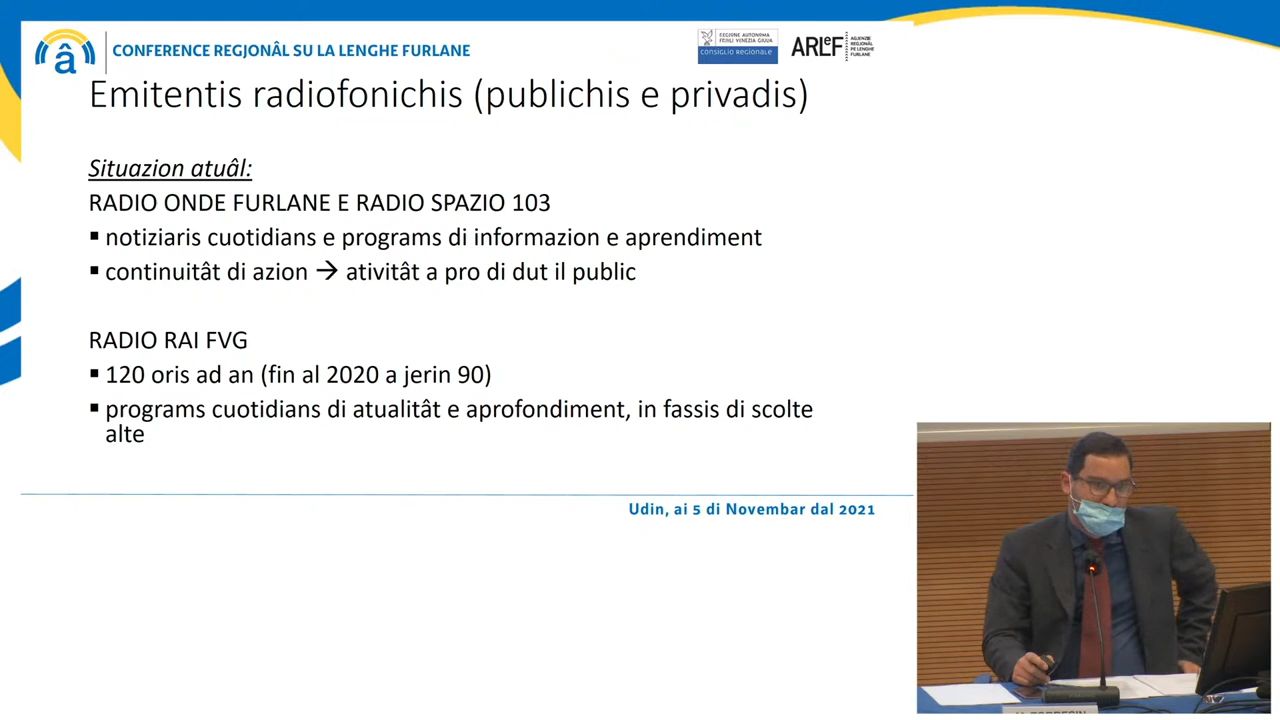 CONFERENCE REGJONÂL SU LA LENGHE FURLANE
â
REGIONE AUTONOMA
FRIULI VENEZIA GIULIA
CONSIGLIO REGIONALE
ARLeF
AGJENZIE
REGJONÂL
PE LENGHE
FURLANE
Emitentis radiofonichis (publichis e privadis)
Situazion atuâl:
RADIO ONDE FURLANE E RADIO SPAZIO 103
▪ notiziaris cuotidians e programs di informazion e aprendiment
▪ continuitât di azion → ativitât a pro di dut il public
RADIO RAI FVG
▪ 120 oris ad an (fin al 2020 a jerin 90)
▪ programs cuotidians di atualitât e aprofondiment, in fassis di scolte
alte
Udin, ai 5 di Novembar dal 2021